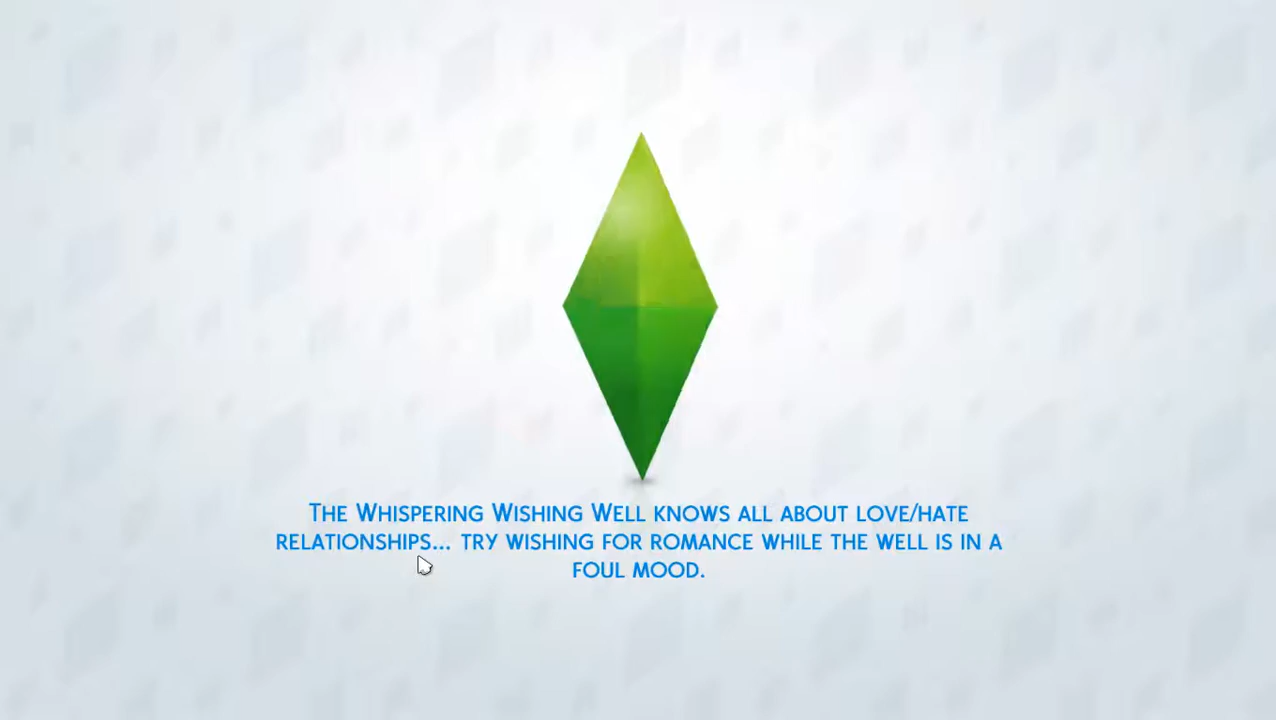 The Whispering Wishing Well knows all about love/hate
relationships... try wishing for romance while the well is in a
foul mood.